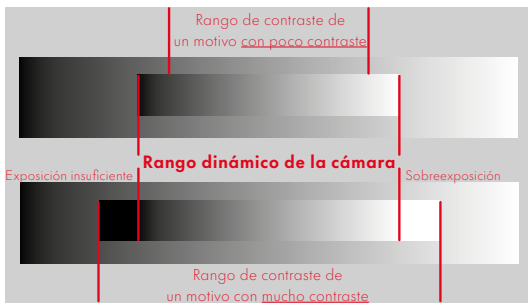 Rango de contraste de
un motivo con poco contraste
Rango dinámico de la cámara
Exposición insuficiente
Sobreexposición
Rango de contraste de
un motivo con mucho contraste